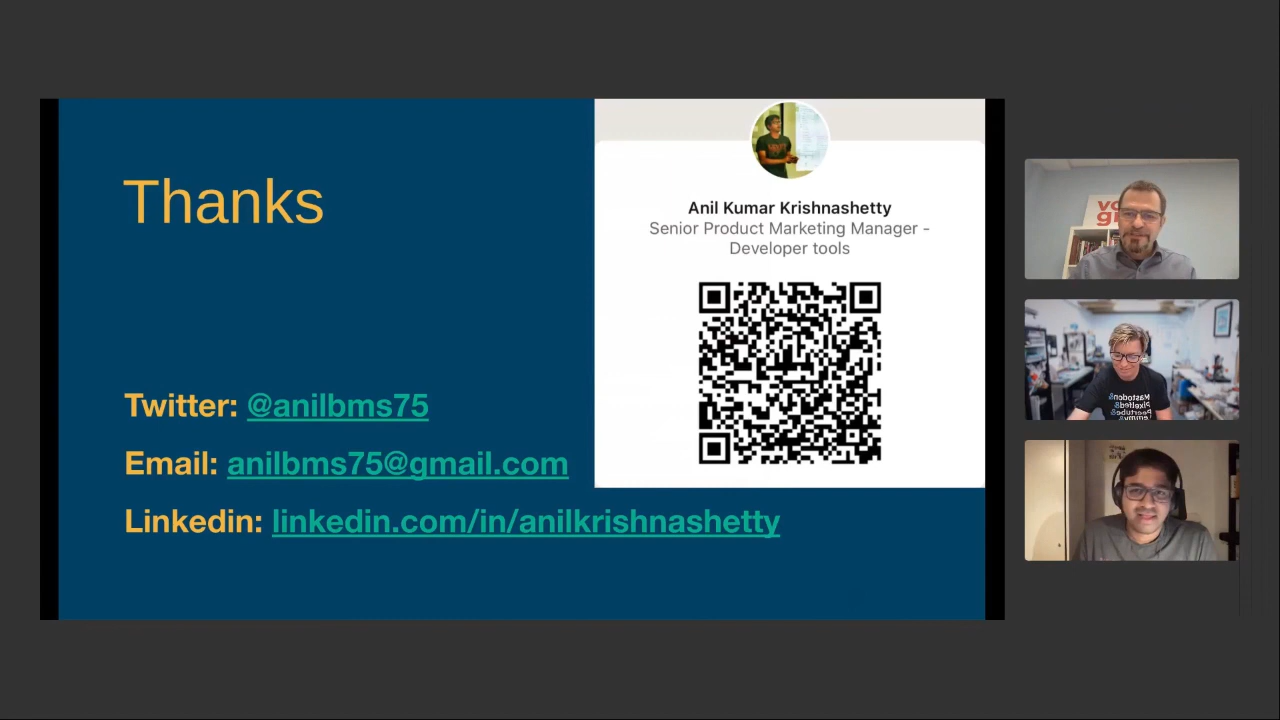 Thanks
Anil Kumar Krishnashetty
Senior Product Marketing Manager -
Developer tools
Twitter: @anilbms75
Email: anilbms75@gmail.com
Linkedin: linkedin.com/in/anilkrishnashetty